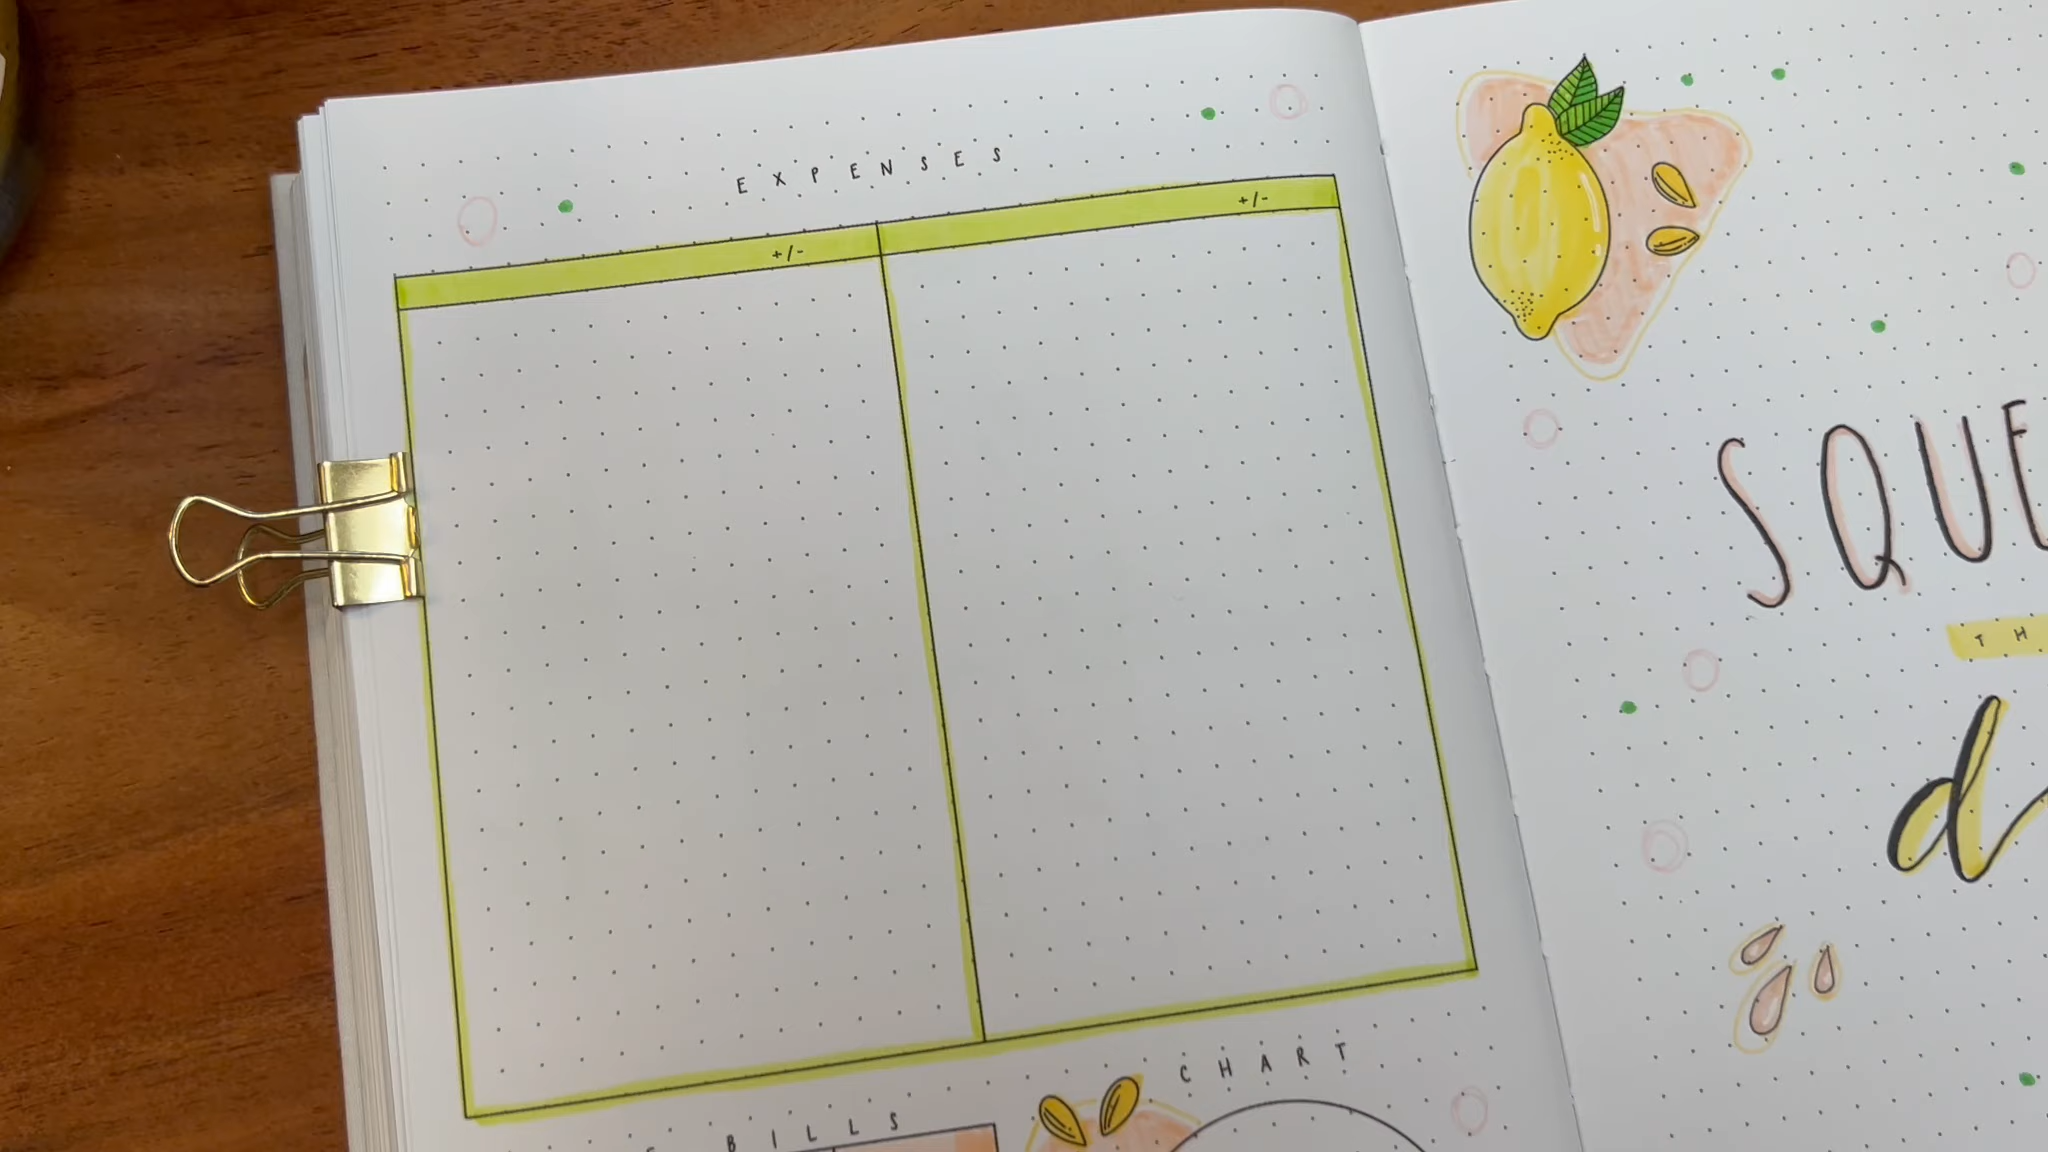 EXPENSES
+/- +/-
BILLS
CHART
SQUE
TH
d